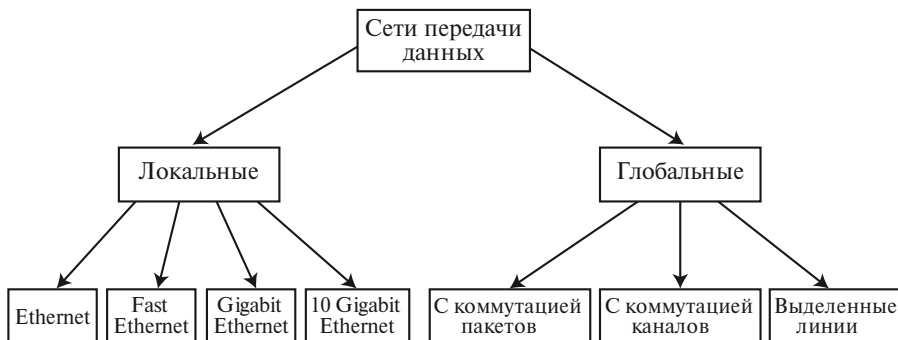 Сети передачи
данных
Локальные
Глобальные
Ethernet
Fast
Ethernet
Gigabit
Ethernet
10 Gigabit
Ethernet
С коммутацией
пакетов
С коммутацией
каналов
Выделенные
линии